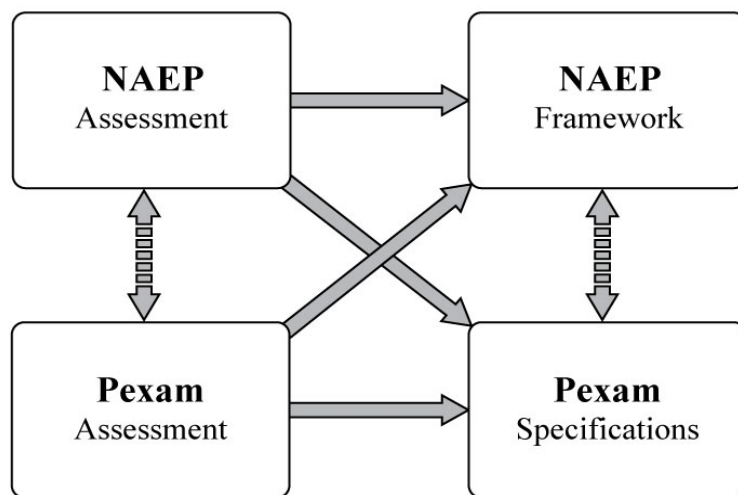 NAEP
Assessment
NAEP
Framework
Pexam
Assessment
Pexam
Specifications